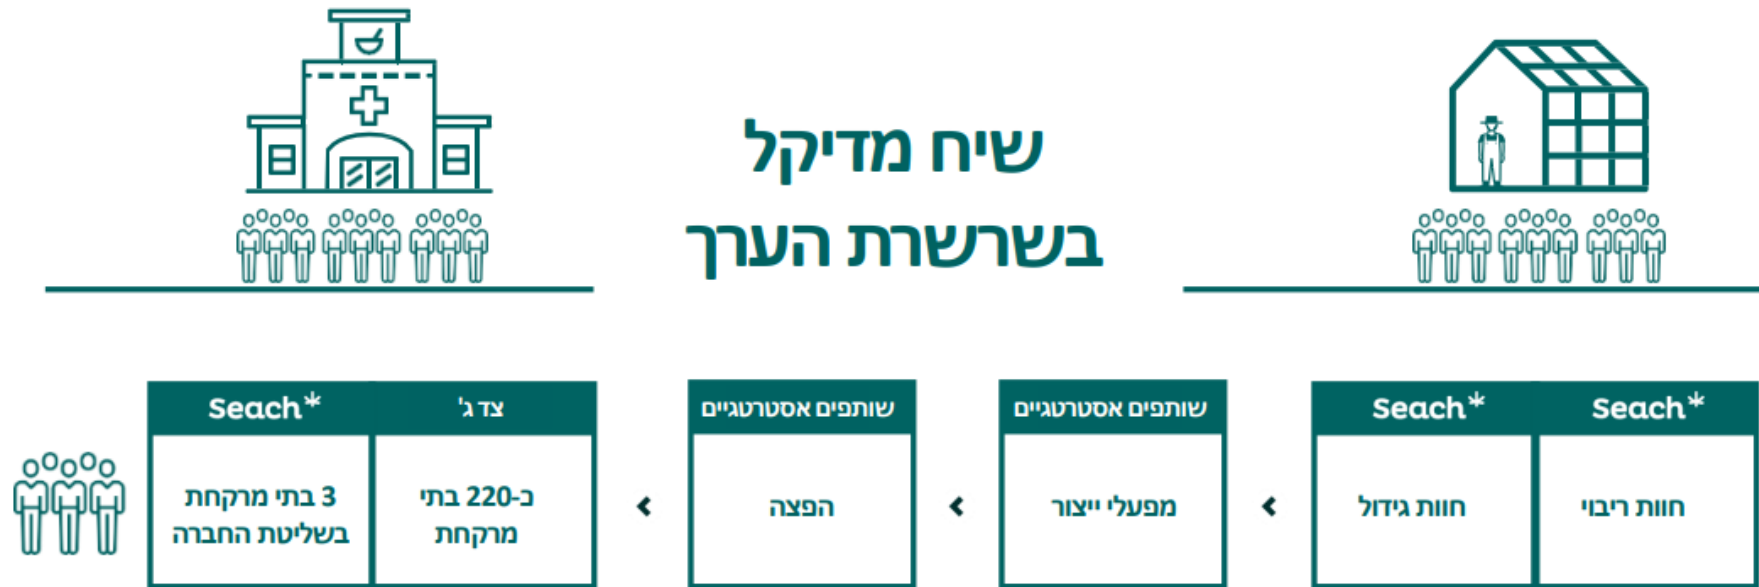 שיח מדיקל
בשרשרת הערך
Seach*
חוות ריבוי
Seach*
חוות גידול
שותפים אסטרטגיים
מפעלי ייצור
שותפים אסטרטגיים
הפצה
צד ג'
כ-220 בתי
מרקחת
Seach*
3 בתי מרקחת
בשליטת החברה